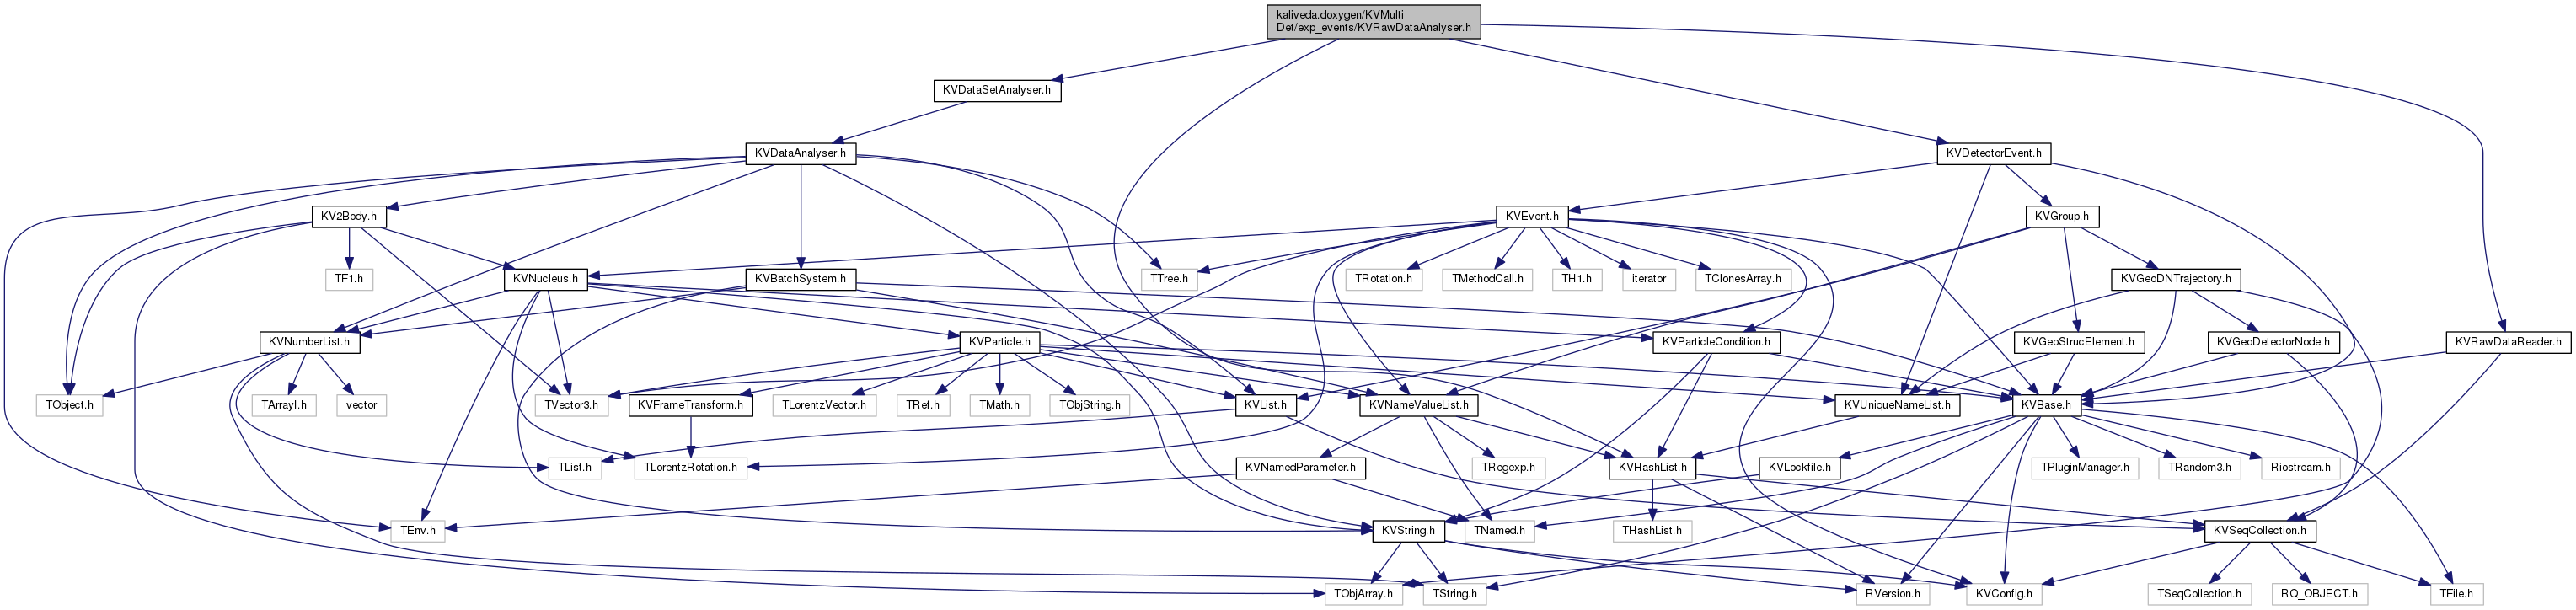 kaliveda.doxygen/KVMulti
Det/exp_events/KVRawDataAnalyser.h
KVDataSetAnalyser.h
KVDataAnalyser.h
KVDetectorEvent.h
KV2Body.h
KVEvent.h
KVGroup.h
TF1.h
KVNucleus.h
KVBatchSystem.h
TTree.h
TRotation.h
TMethodCall.h
TH1.h
iterator
TClonesArray.h
KVGeoDNTrajectory.h
KVNumberList.h
KVParticle.h
KVParticleCondition.h
KVGeoStrucElement.h
KVGeoDetectorNode.h
KVRawDataReader.h
TObject.h
TArrayI.h
vector
TVector3.h
KVFrameTransform.h
TLorentzVector.h
TRef.h
TMath.h
TObjString.h
KVList.h
KVNameValueList.h
KVUniqueNameList.h
KVBase.h
TList.h
TLorentzRotation.h
KVNamedParameter.h
TRegexp.h
KVHashList.h
KVLockfile.h
TPluginManager.h
TRandom3.h
Riostream.h
TEnv.h
KVString.h
TNamed.h
THashList.h
KVSeqCollection.h
TObjArray.h
TString.h
RVersion.h
KVConfig.h
TSeqCollection.h
RQ_OBJECT.h
TFile.h